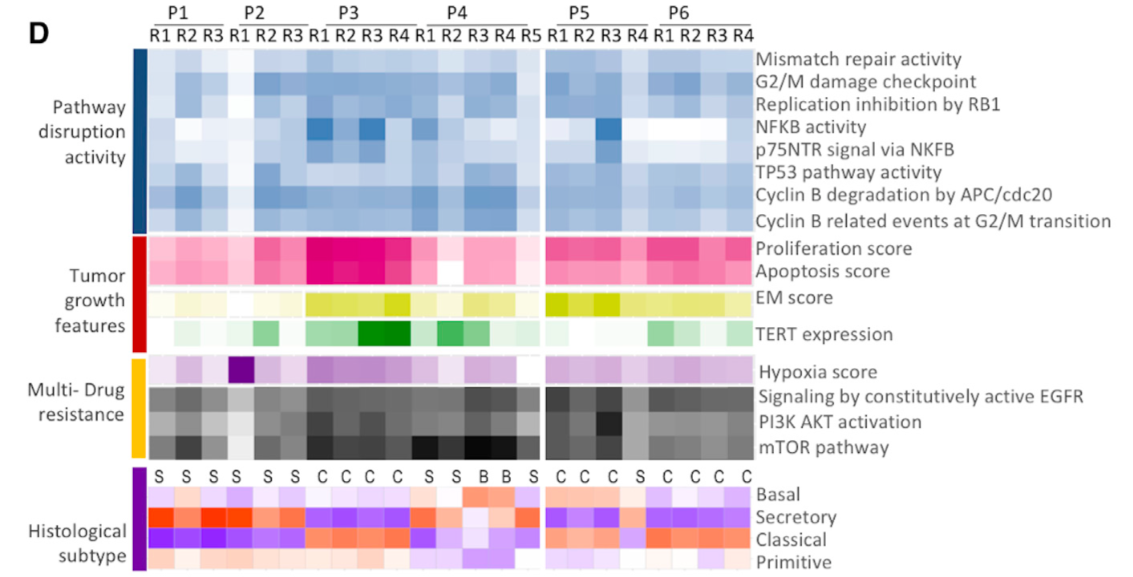 D
P1 P2 P3 P4 P5 P6
R1 R2 R3 R1 R2 R3 R1 R2 R3 R4 R1 R2 R3 R4 R5 R1 R2 R3 R4 R1 R2 R3 R4
Pathway
disruption
activity
Mismatch repair activity
G2/M damage checkpoint
Replication inhibition by RB1
NFKB activity
p75NTR signal via NKFB
TP53 pathway activity
Cyclin B degradation by APC/cdc20
Cyclin B related events at G2/M transition
Tumor
growth
features
Proliferation score
Apoptosis score
EM score
TERT expression
Multi- Drug
resistance
Hypoxia score
Signaling by constitutively active EGFR
PI3K AKT activation
mTOR pathway
S S S S S S C C C C S S B B S C C C S C C C C
Histological
subtype
Basal
Secretory
Classical
Primitive